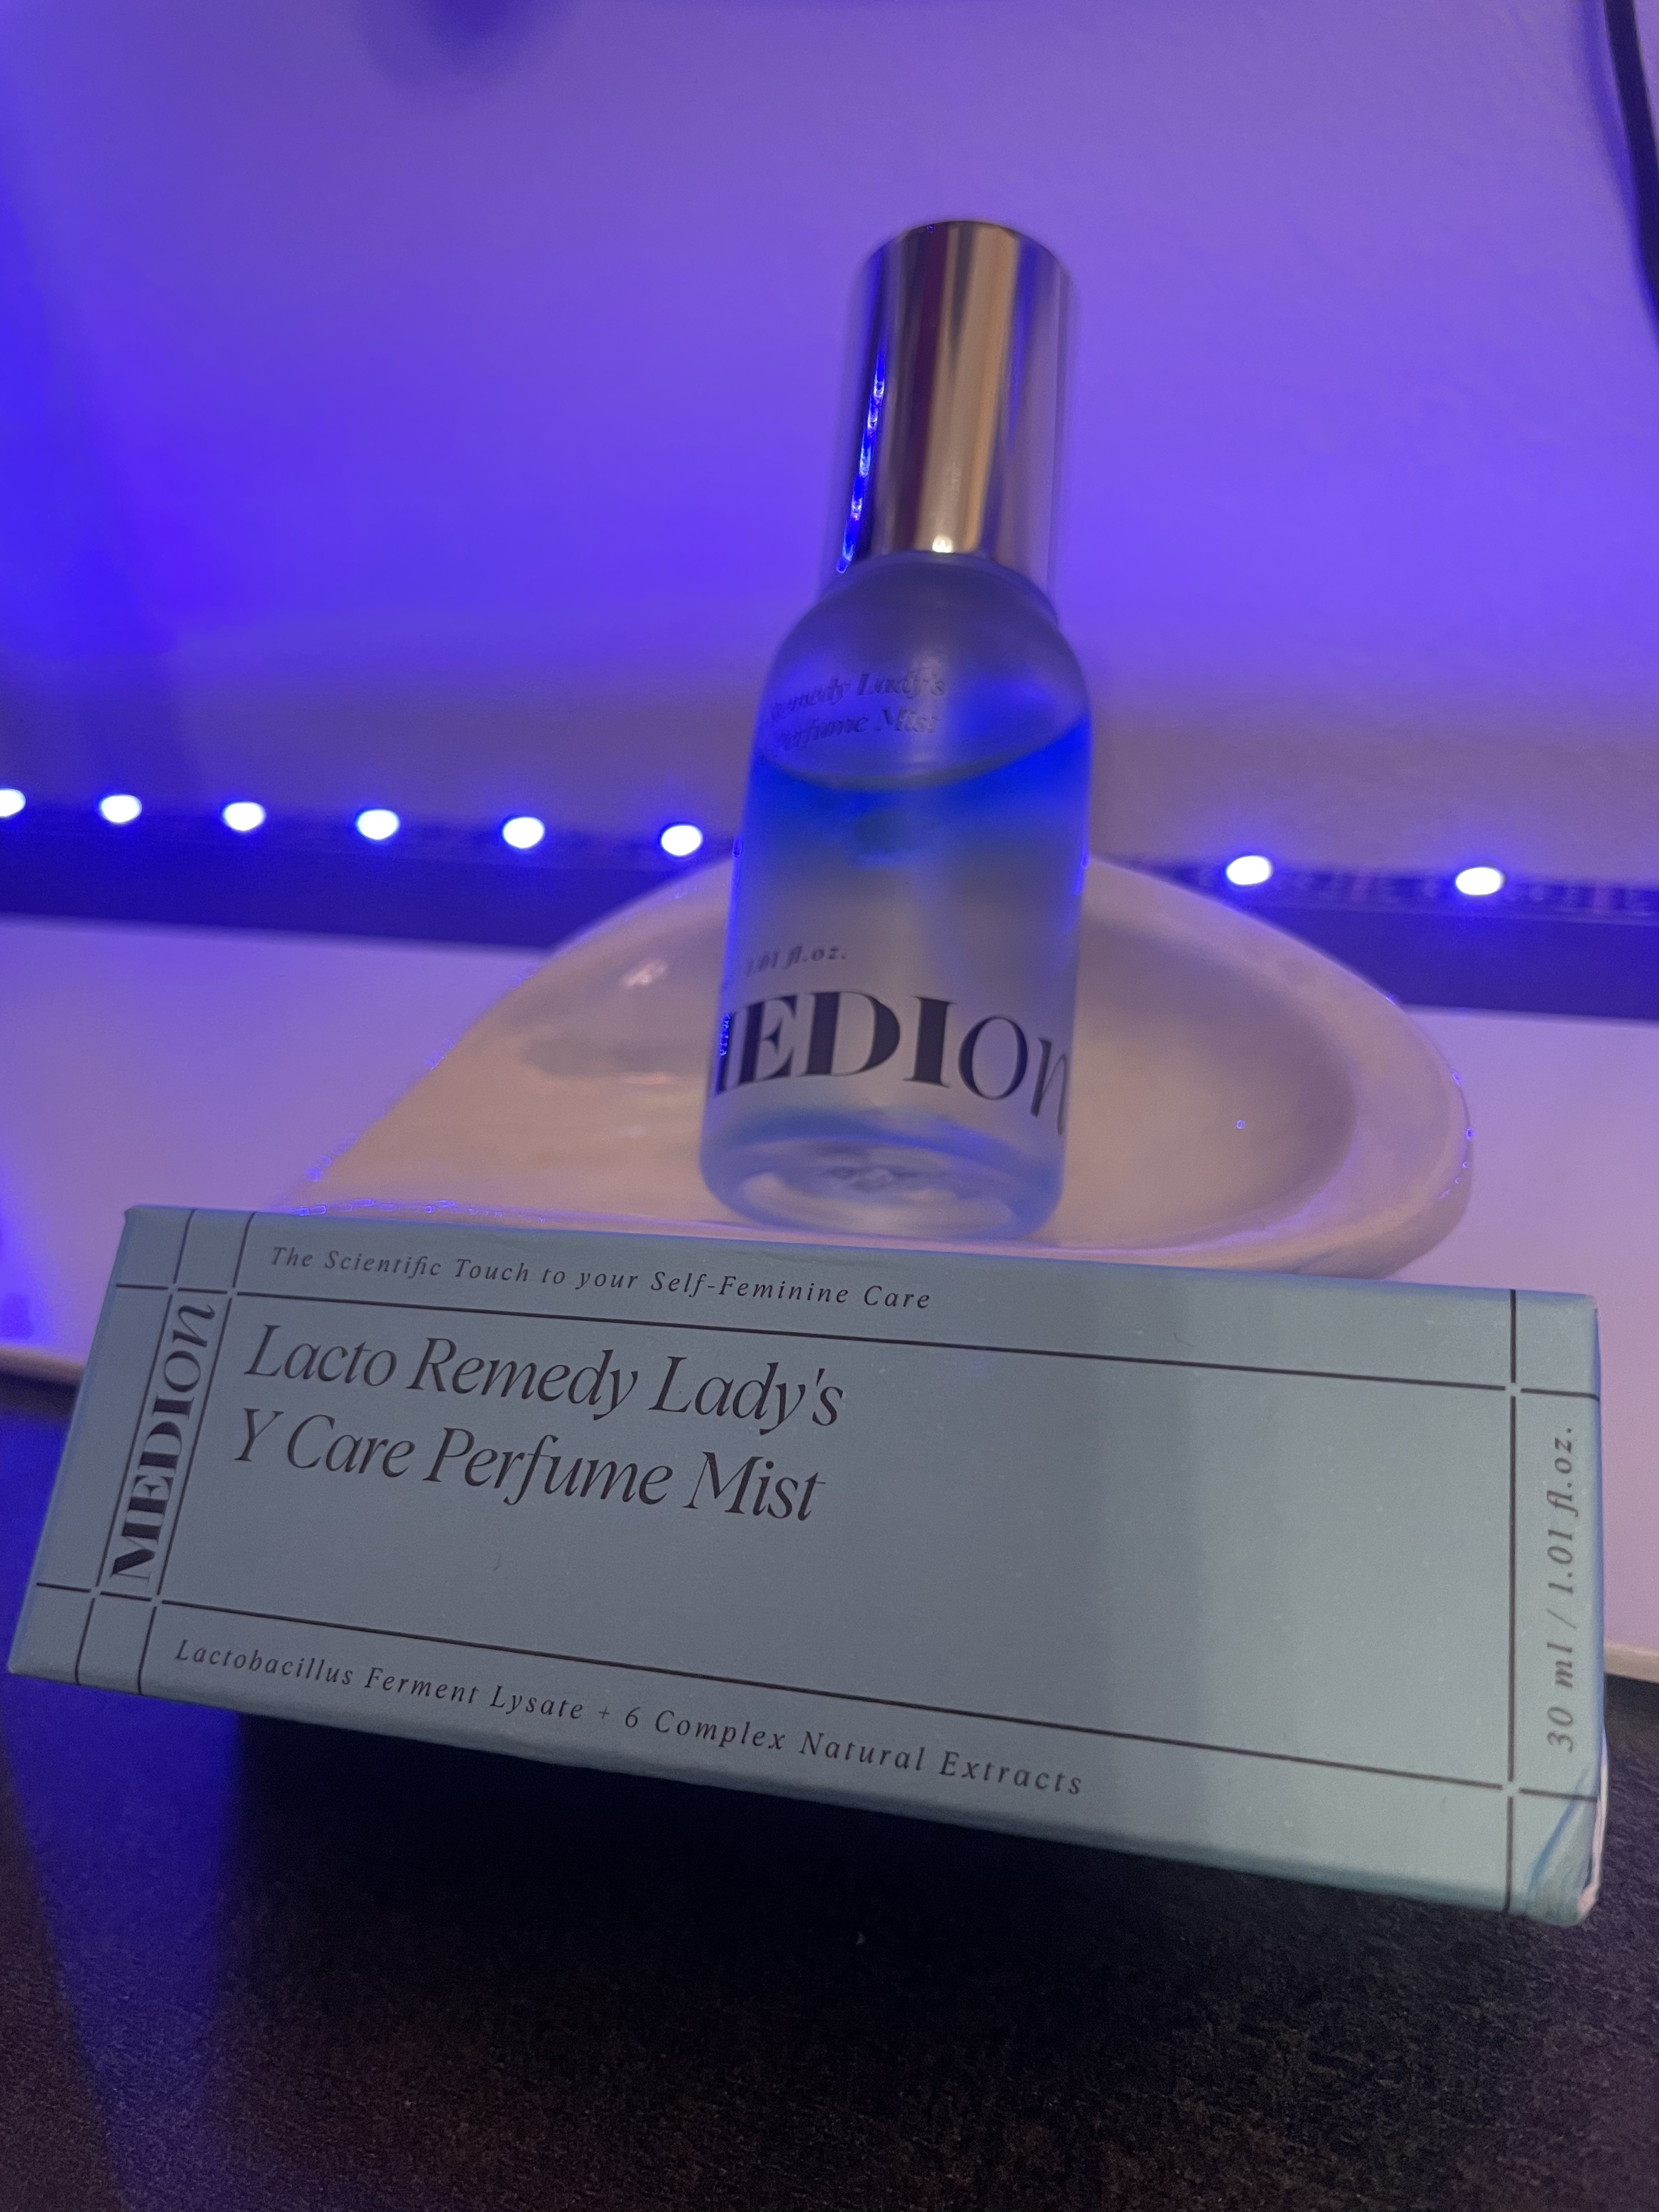 Remedy Lady's
Perfume Mist
1.01 fl.oz.
MEDION
The Scientific Touch to your Self-Feminine Care
MEDION
Lacto Remedy Lady's
Y Care Perfume Mist
30 ml / 1.01 fl.oz.
Lactobacillus Ferment Lysate + 6 Complex Natural Extracts